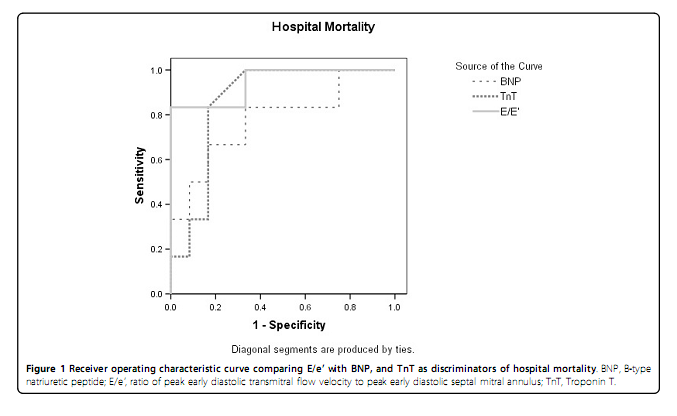 Hospital Mortality
Source of the Curve
BNP
TnT
E/E'
Sensitivity
1.0
0.8
0.6
0.4
0.2
0.0
0.0 0.2 0.4 0.6 0.8 1.0
1 - Specificity
Diagonal segments are produced by ties.
Figure 1 Receiver operating characteristic curve comparing E/e' with BNP, and TnT as discriminators of hospital mortality. BNP, B-type
natriuretic peptide; E/e', ratio of peak early diastolic transmitral flow velocity to peak early diastolic septal mitral annulus; TnT, Troponin T.